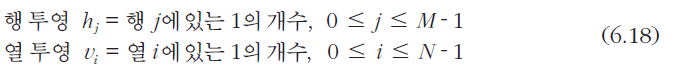 행 투영 hⱼ = 행 j에 있는 1의 개수, 0 ≤ j ≤ M - 1
열 투영 vᵢ = 열 i에 있는 1의 개수, 0 ≤ i ≤ N - 1
(6.18)